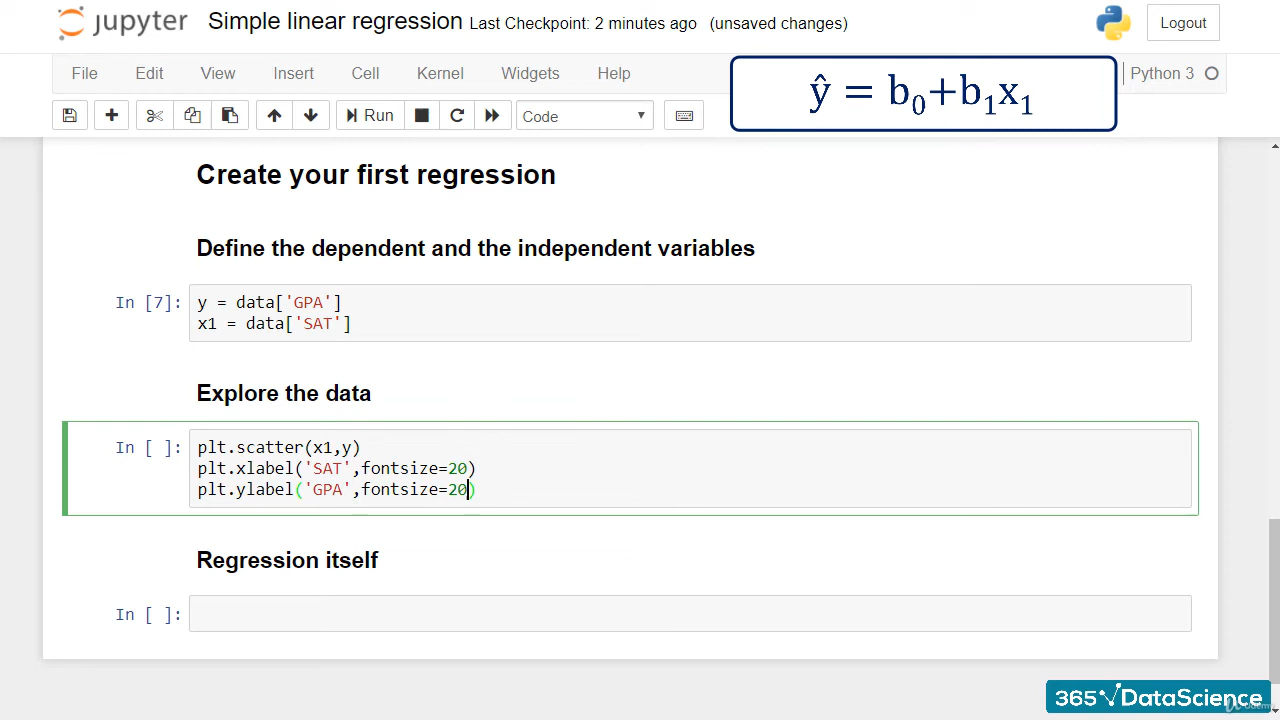 jupyter Simple linear regression Last Checkpoint: 2 minutes ago (unsaved changes) Logout
File Edit View Insert Cell Kernel Widgets Help Python 3
Run Code
ŷ = b₀+b₁x₁
Create your first regression
Define the dependent and the independent variables
In [7]: y = data['GPA']
x1 = data['SAT']
Explore the data
In [ ]: plt.scatter(x1,y)
plt.xlabel('SAT',fontsize=20)
plt.ylabel('GPA',fontsize=20)
Regression itself
In [ ]:
365 DataScience
Udemy